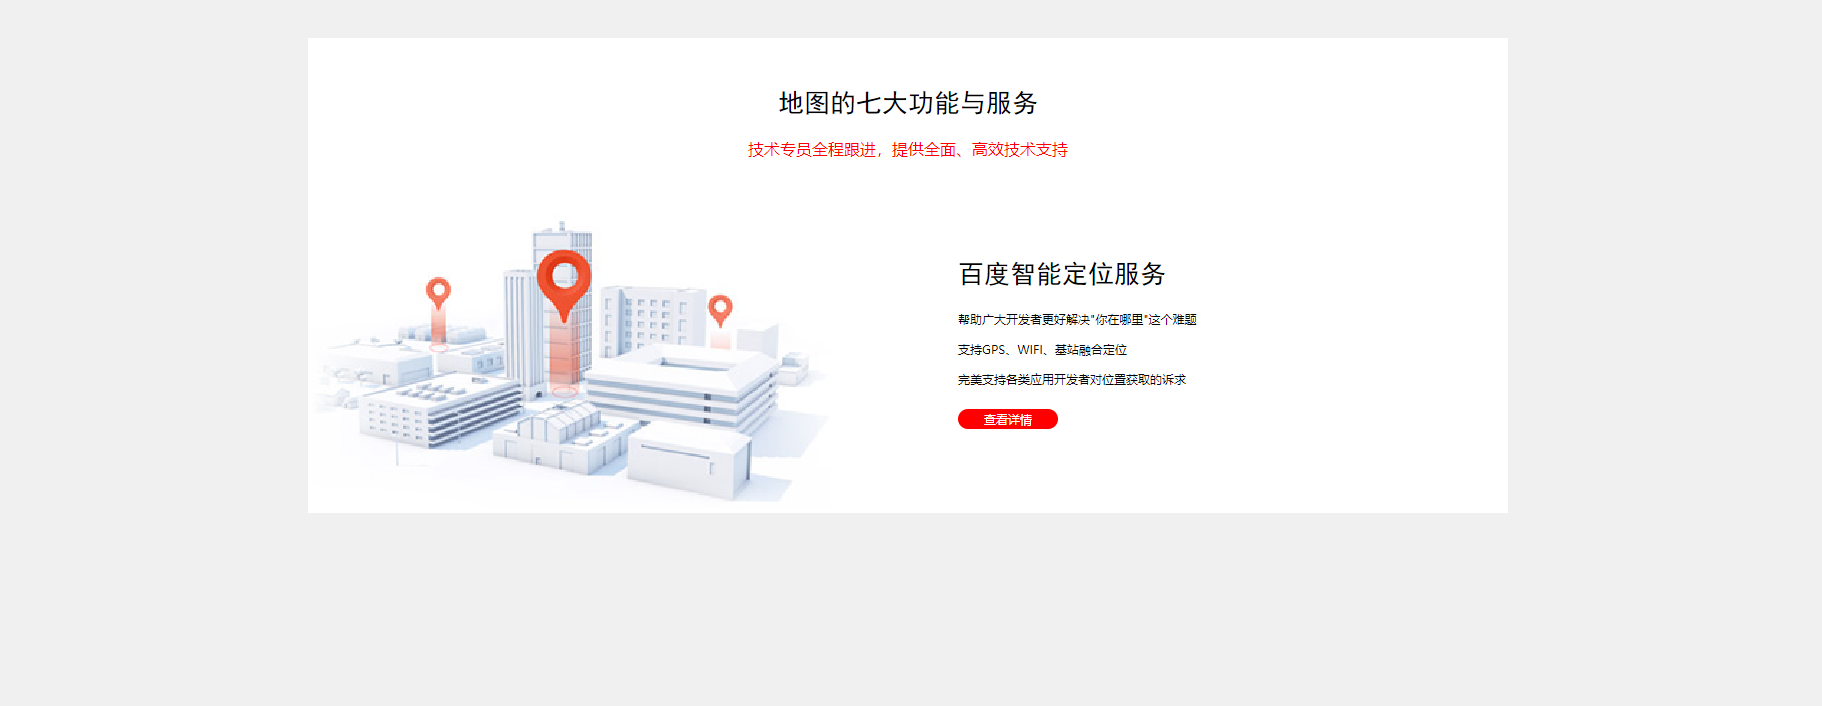 地图的七大功能与服务
技术专员全程跟进，提供全面、高效技术支持
百度智能定位服务
帮助广大开发者更好解决"你在哪里"这个难题
支持GPS、WIFI、基站融合定位
完美支持各类应用开发者对位置获取的诉求
查看详情